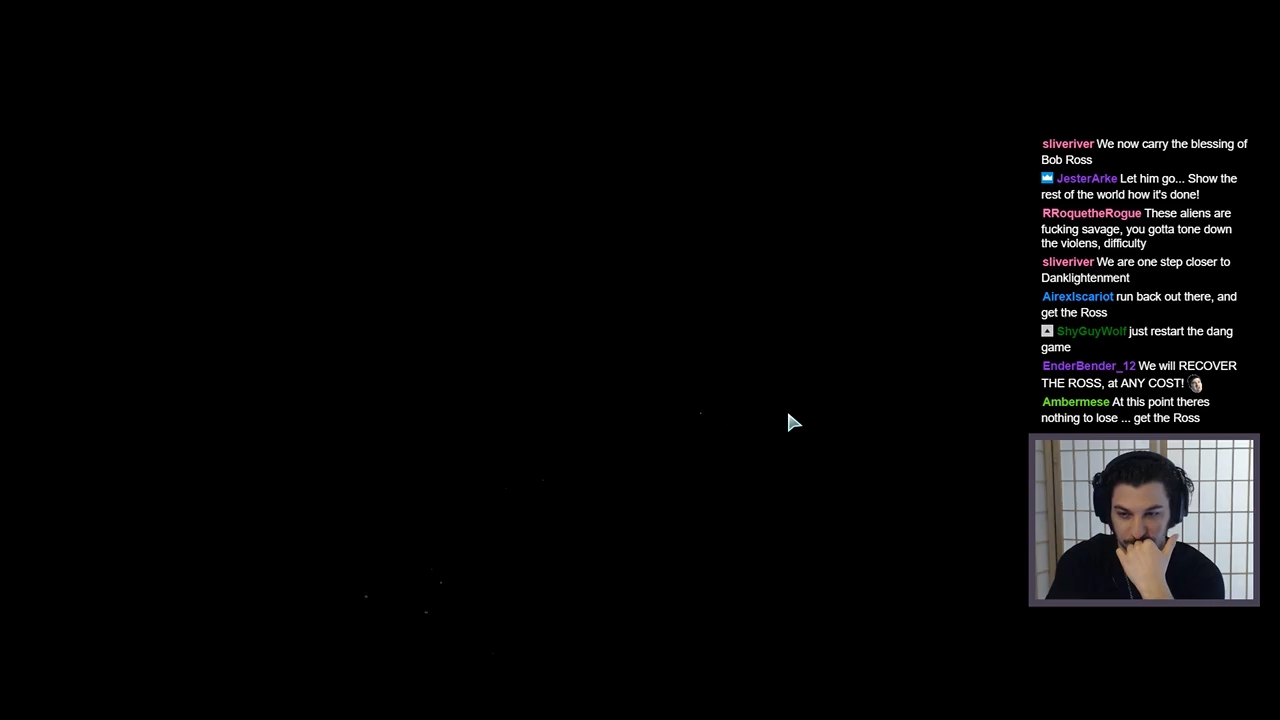 sliveriver We now carry the blessing of
Bob Ross
JesterArke Let him go... Show the
rest of the world how it's done!
RRoquetheRogue These aliens are
fucking savage, you gotta tone down
the violens, difficulty
sliveriver We are one step closer to
Danklightenment
AirexIscariot run back out there, and
get the Ross
ShyGuyWolf just restart the dang
game
EnderBender_12 We will RECOVER
THE ROSS, at ANY COST!
Ambermese At this point theres
nothing to lose ... get the Ross